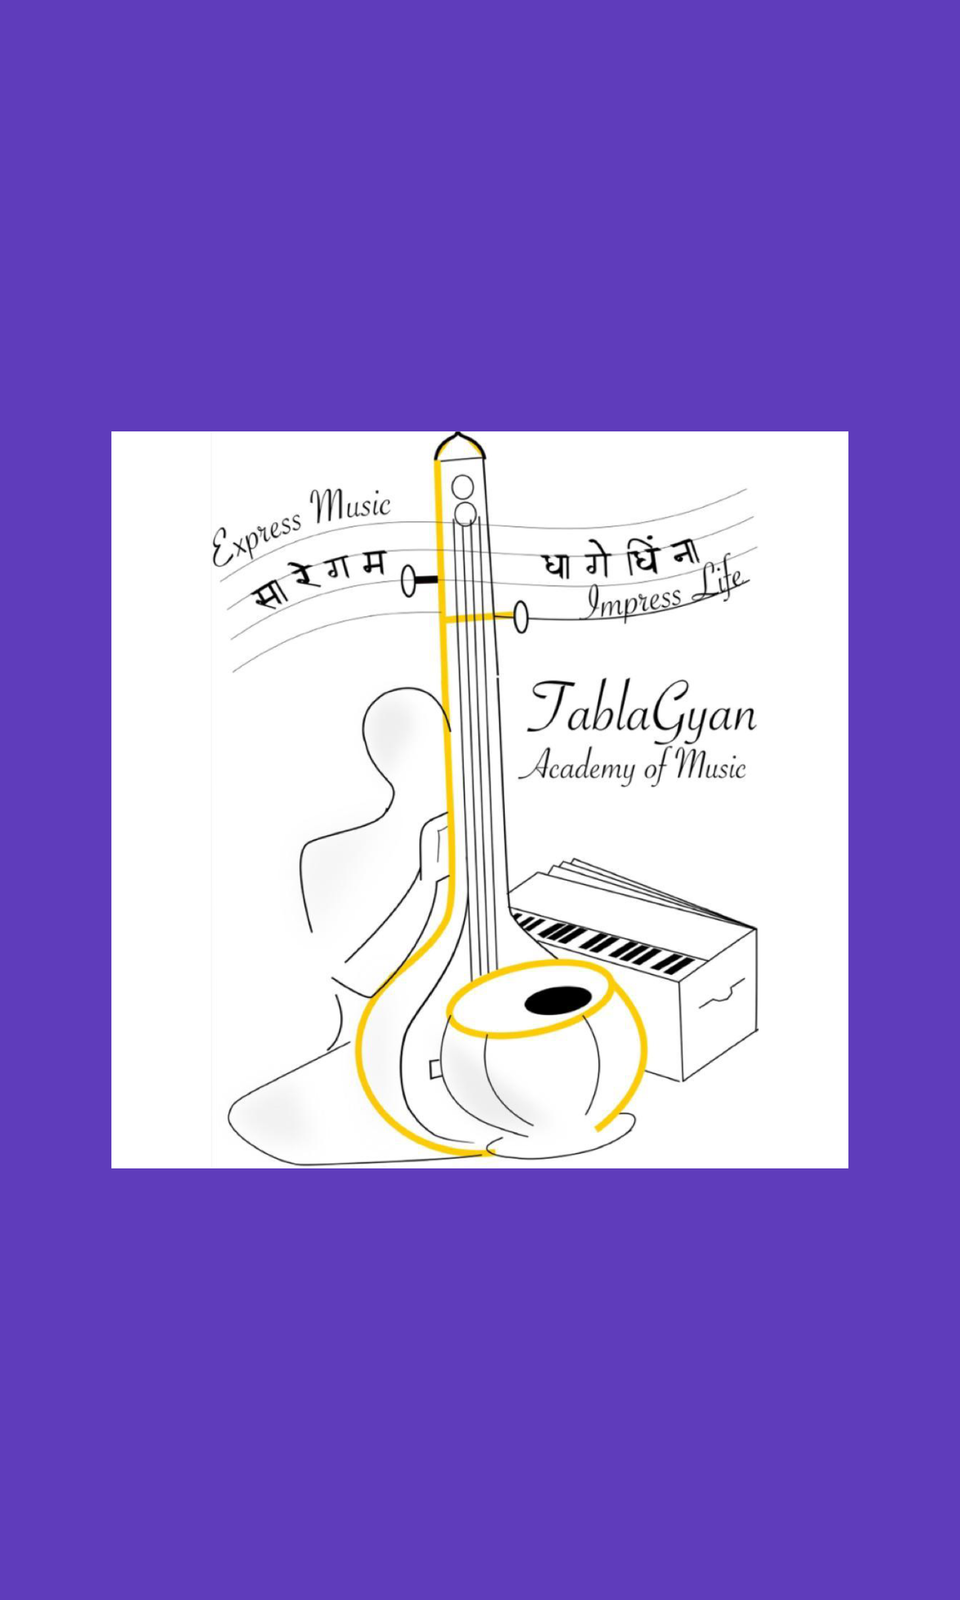 Express Music
सा रे ग म
धा गे धिं ना
Impress Life
TablaGyan
Academy of Music